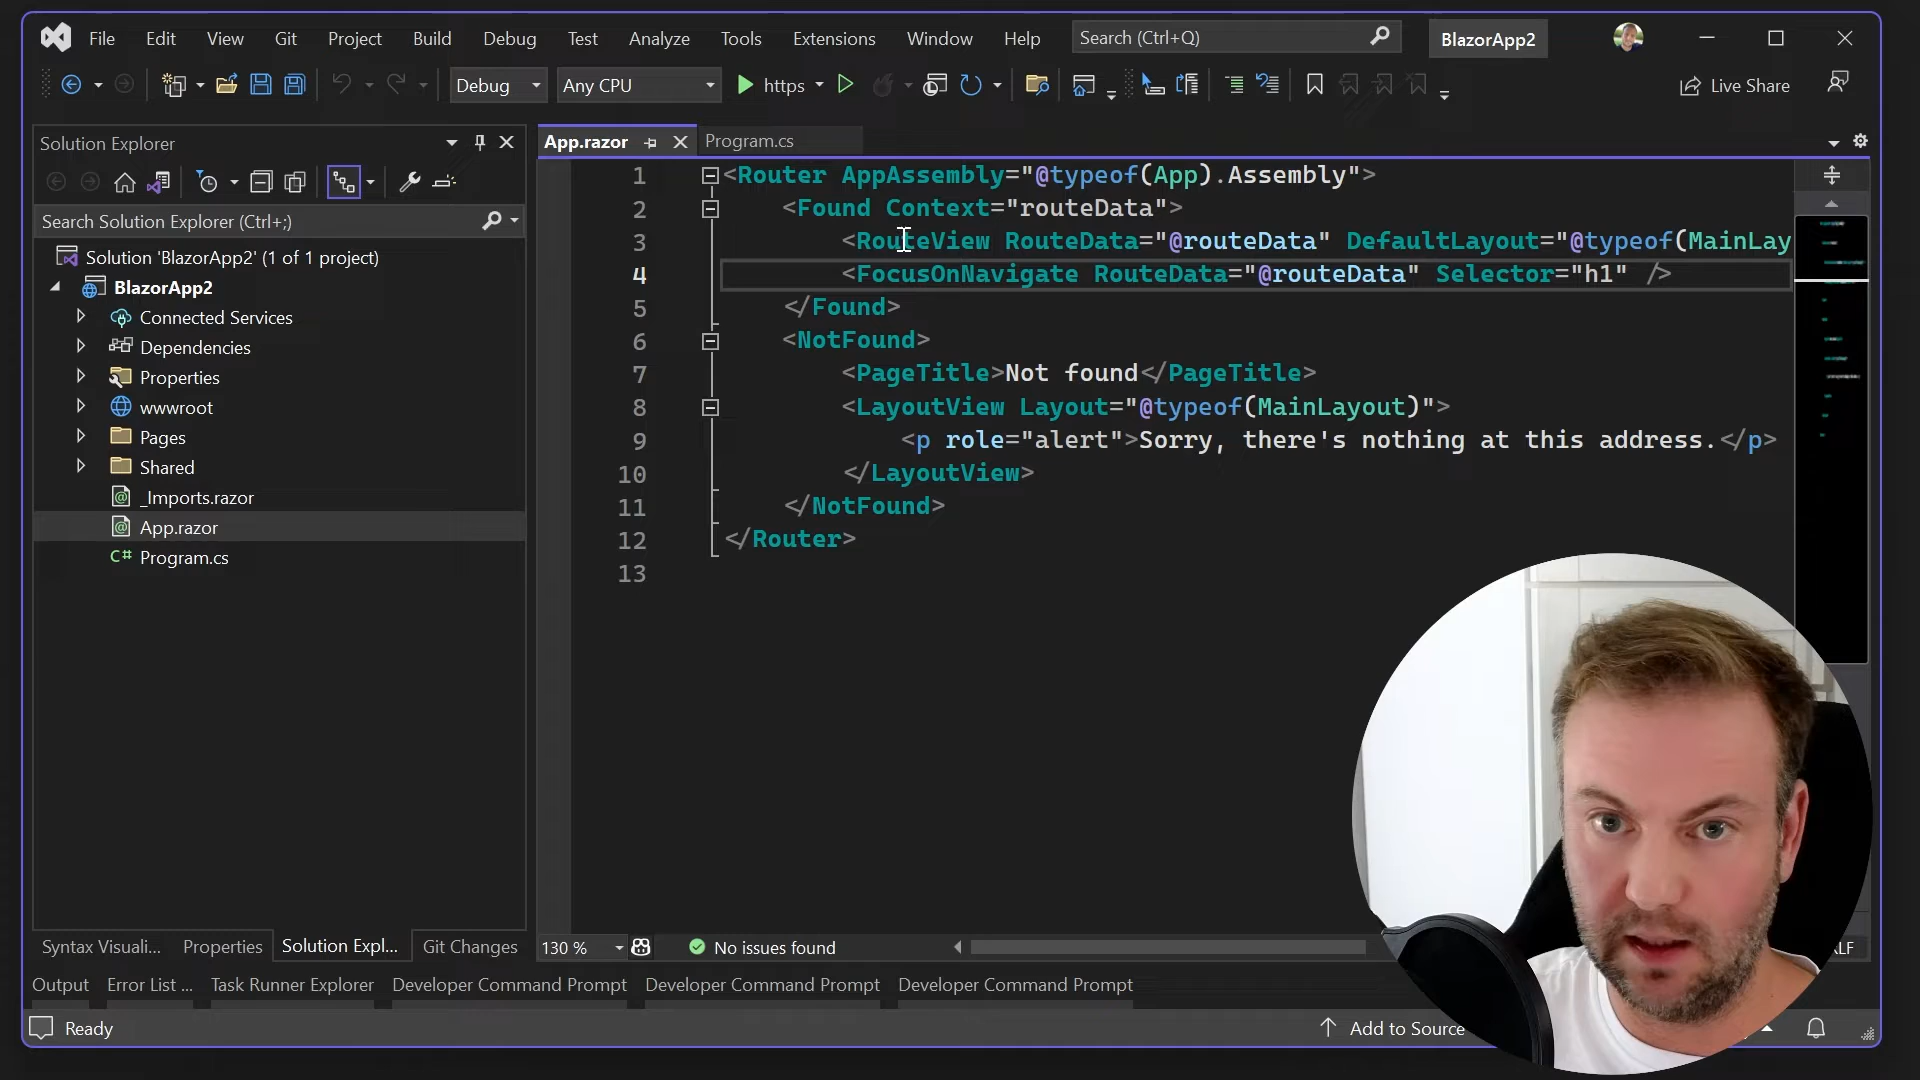 File Edit View Git Project Build Debug Test Analyze Tools Extensions Window Help Search (Ctrl+Q) BlazorApp2
Debug Any CPU https Live Share
Solution Explorer
Search Solution Explorer (Ctrl+;)
Solution 'BlazorApp2' (1 of 1 project)
BlazorApp2
Connected Services
Dependencies
Properties
wwwroot
Pages
Shared
_Imports.razor
App.razor
C# Program.cs
App.razor Program.cs
1 <Router AppAssembly="@typeof(App).Assembly">
2 <Found Context="routeData">
3 <RouteView RouteData="@routeData" DefaultLayout="@typeof(MainLay
4 <FocusOnNavigate RouteData="@routeData" Selector="h1" />
5 </Found>
6 <NotFound>
7 <PageTitle>Not found</PageTitle>
8 <LayoutView Layout="@typeof(MainLayout)">
9 <p role="alert">Sorry, there's nothing at this address.</p>
10 </LayoutView>
11 </NotFound>
12 </Router>
13
130 % No issues found
Syntax Visuali... Properties Solution Expl... Git Changes
Output Error List ... Task Runner Explorer Developer Command Prompt Developer Command Prompt Developer Command Prompt
Ready Add to Source